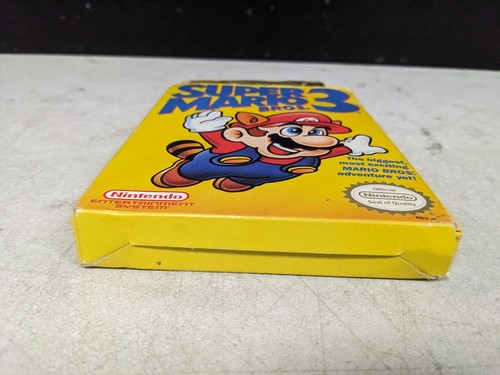 SUPER
MARIO
BROS. 3
The biggest,
most exciting
MARIO BROS.
adventure yet!
Nintendo
ENTERTAINMENT
SYSTEM
Official
Nintendo
Seal of Quality